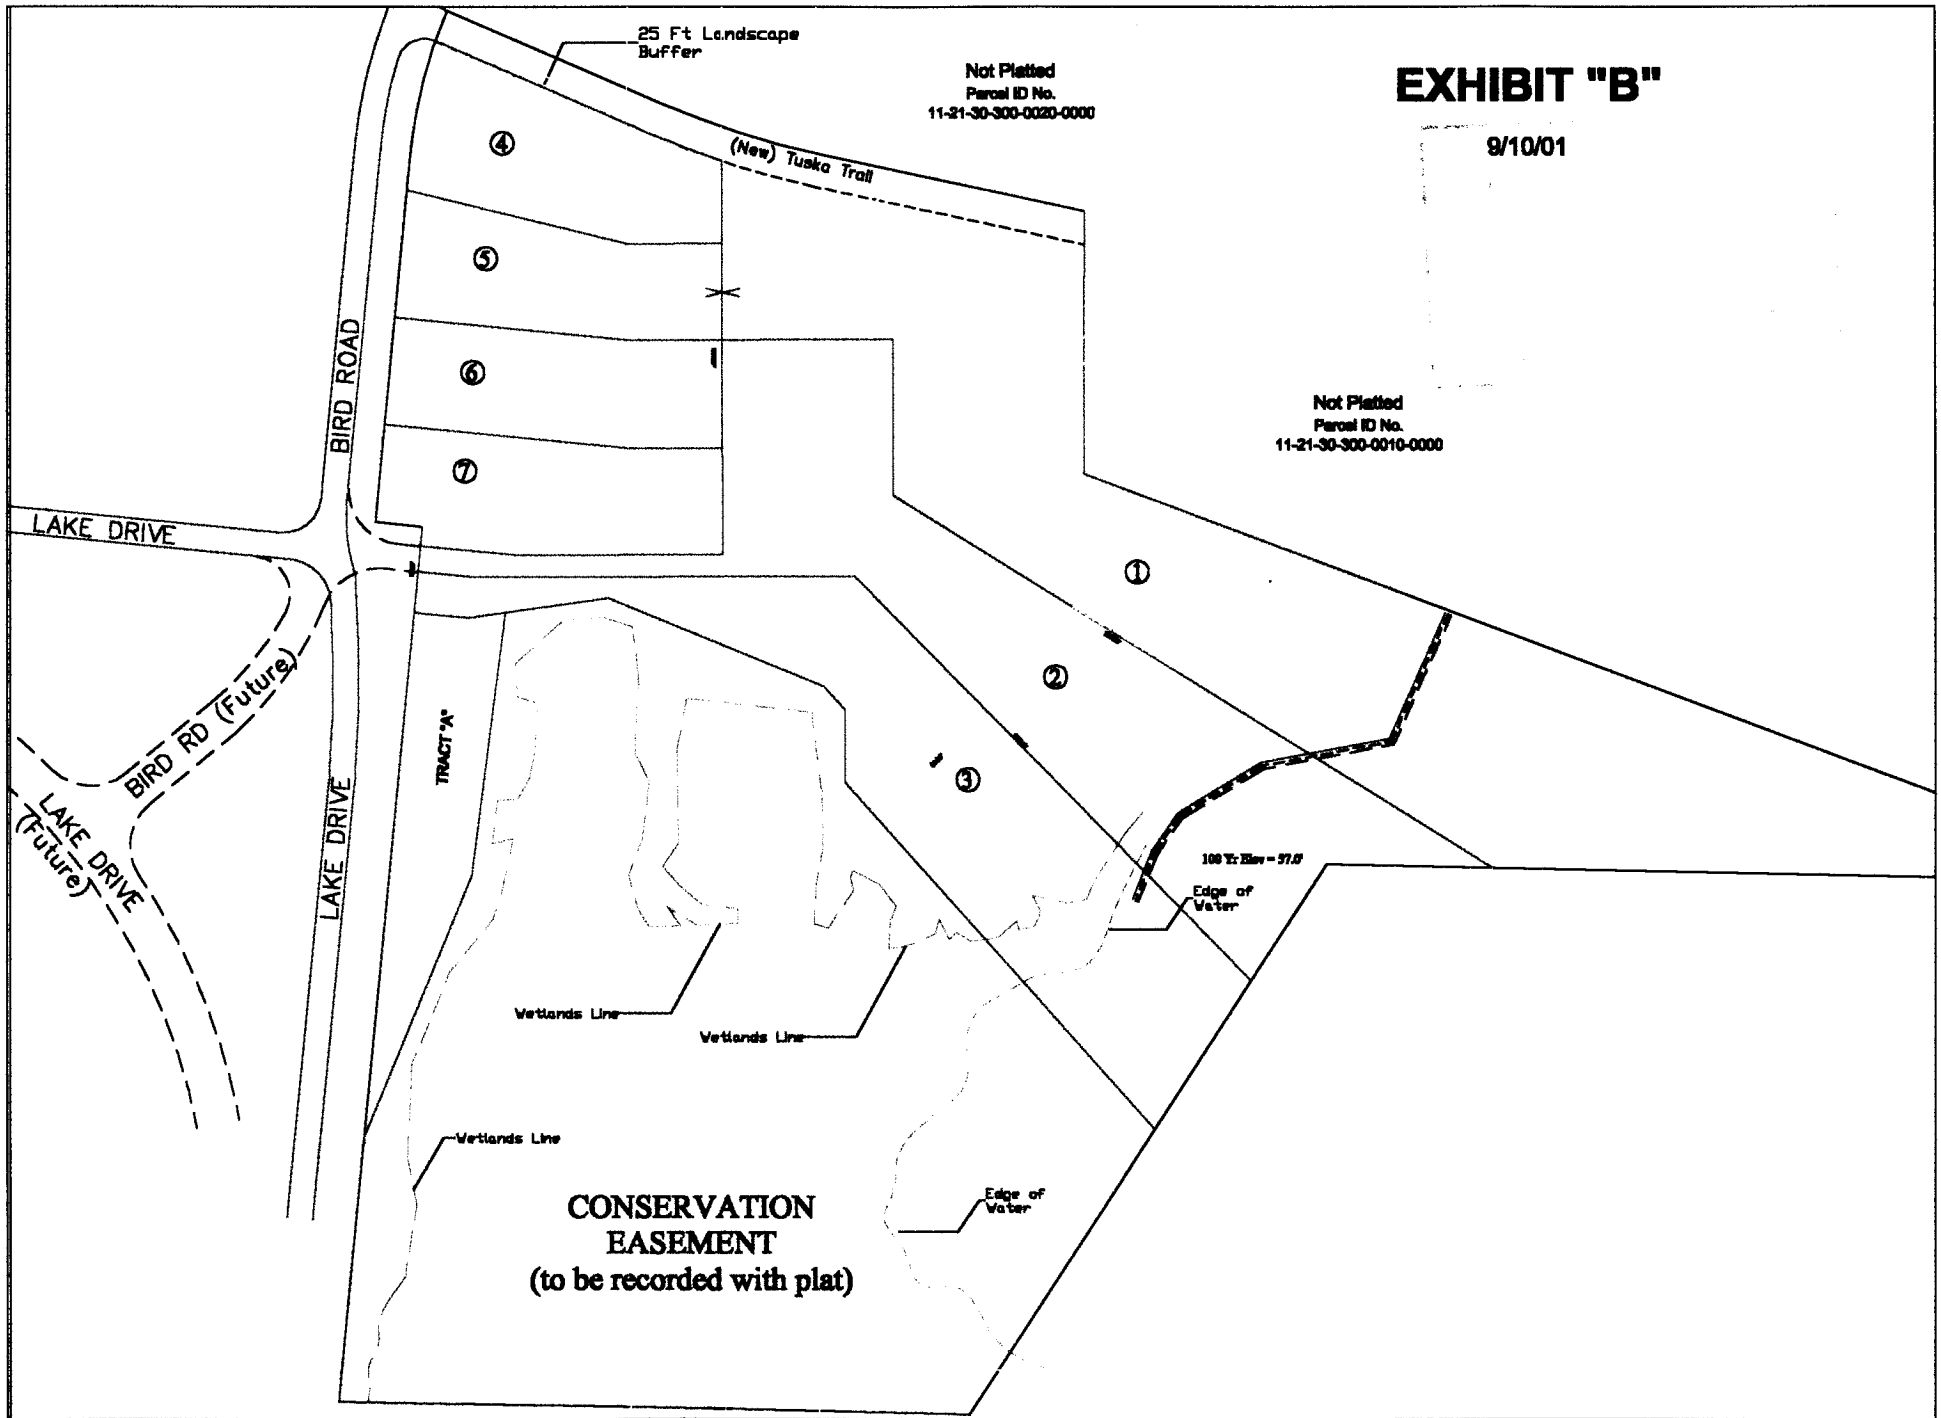 25 Ft Landscape
Buffer
Not Platted
Parcel ID No.
11-21-30-300-0020-0000
EXHIBIT "B"
9/10/01
(New) Tuska Trail
4
5
6
7
BIRD ROAD
Not Platted
Parcel ID No.
11-21-30-300-0010-0000
LAKE DRIVE
1
2
3
BIRD RD (Future)
TRACT "A"
LAKE DRIVE
(Future)
LAKE DRIVE
100 Yr Elev = 37.0'
Edge of
Water
Wetlands Line
Wetlands Line
Wetlands Line
Edge of
Water
CONSERVATION
EASEMENT
(to be recorded with plat)